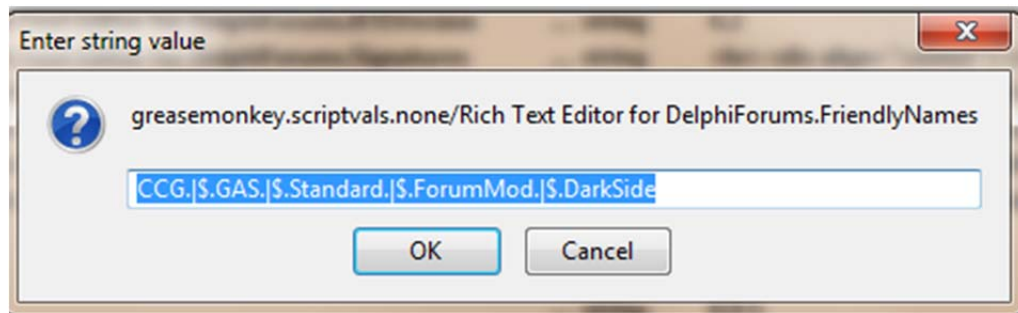 Enter string value
greasemonkey.scriptvals.none/Rich Text Editor for DelphiForums.FriendlyNames
CCG.|$.GAS.|$.Standard.|$.ForumMod.|$.DarkSide
OK Cancel